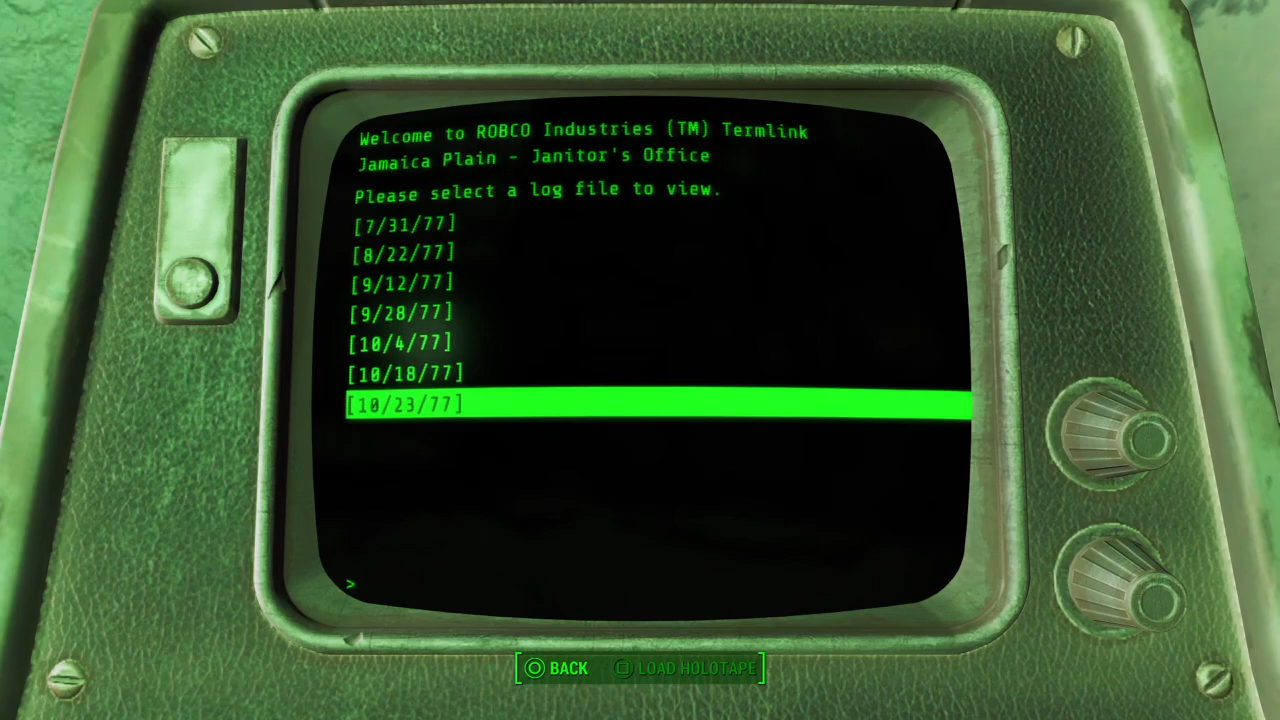 Welcome to ROBCO Industries (TM) Termlink
Jamaica Plain - Janitor's Office
Please select a log file to view.
[7/31/77]
[8/22/77]
[9/12/77]
[9/28/77]
[10/4/77]
[10/18/77]
[10/23/77]
>
BACK LOAD HOLOTAPE